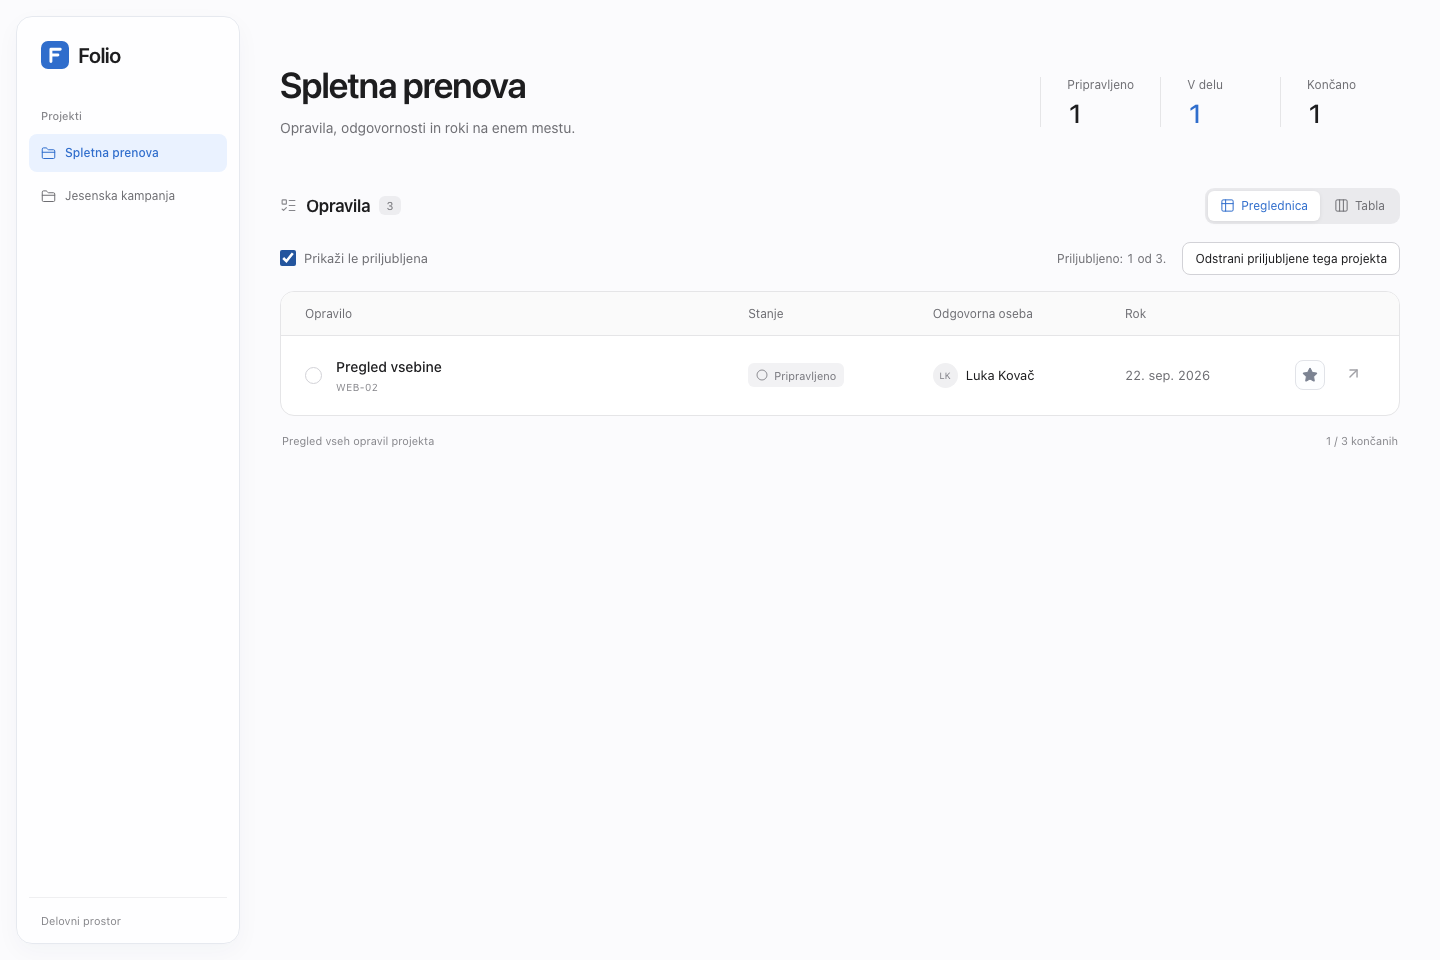 Folio
Projekti
Spletna prenova
Jesenska kampanja
Delovni prostor
Spletna prenova
Opravila, odgovornosti in roki na enem mestu.
Pripravljeno
1
V delu
1
Končano
1
Opravila 3
Preglednica
Tabla
Prikaži le priljubljena
Priljubljeno: 1 od 3.
Odstrani priljubljene tega projekta
Opravilo Stanje Odgovorna oseba Rok
Pregled vsebine
WEB-02
Pripravljeno
LK Luka Kovač
22. sep. 2026
Pregled vseh opravil projekta
1 / 3 končanih